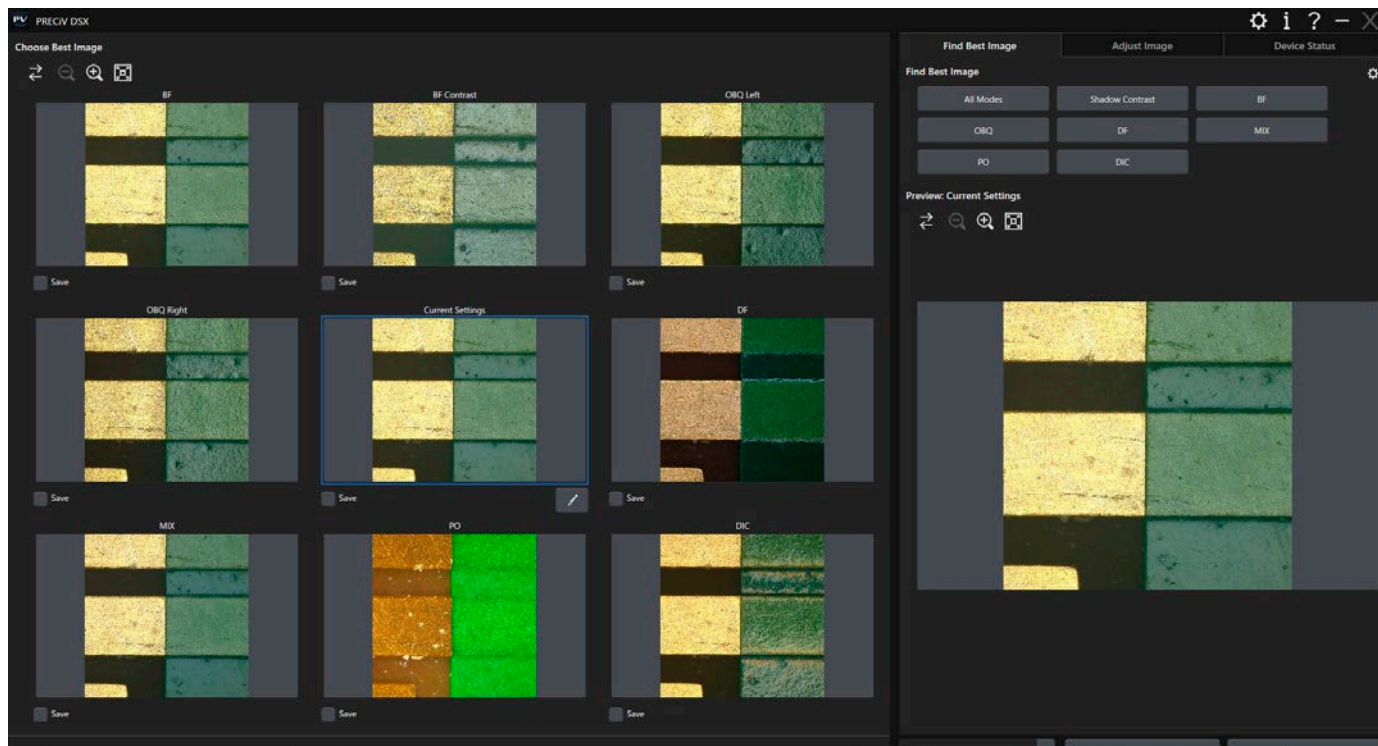 PV PRECiV DSX
Choose Best Image
BF
BF Contrast
OBQ Left
Save
Save
Save
OBQ Right
Current Settings
DF
Save
Save
Save
MIX
PO
DIC
Save
Save
Save
Find Best Image
Adjust Image
Device Status
Find Best Image
All Modes
Shadow Contrast
BF
OBQ
DF
MIX
PO
DIC
Preview: Current Settings